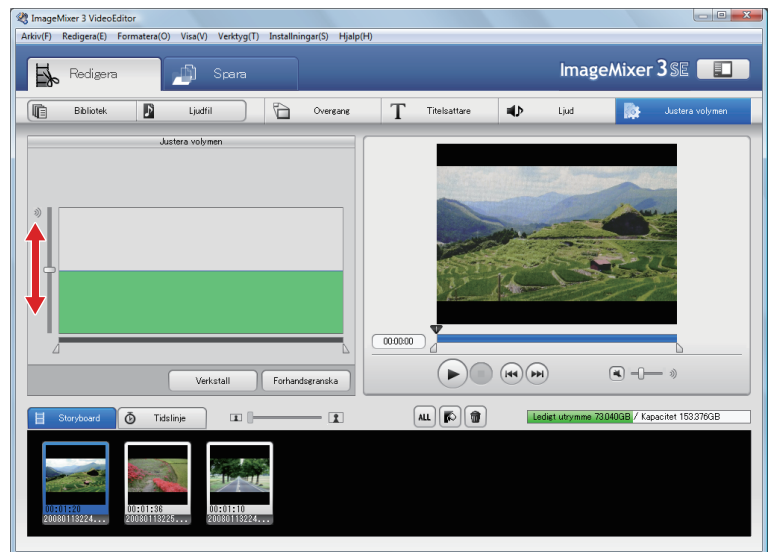 ImageMixer 3 VideoEditor
Arkiv(F) Redigera(E) Formatera(O) Visa(V) Verktyg(T) Installningar(S) Hjalp(H)
Redigera Spara ImageMixer 3 SE
Bibliotek Ljudfil Overgang T Titelsattare Ljud Justera volymen
Justera volymen
00:00:00
Verkstall Forhandsgranska
Storyboard Tidslinje ALL Ledigt utrymme 73.040GB / Kapacitet 153.376GB
00:01:20 00:01:36 00:01:10
20080113224... 20080113225... 20080113224...